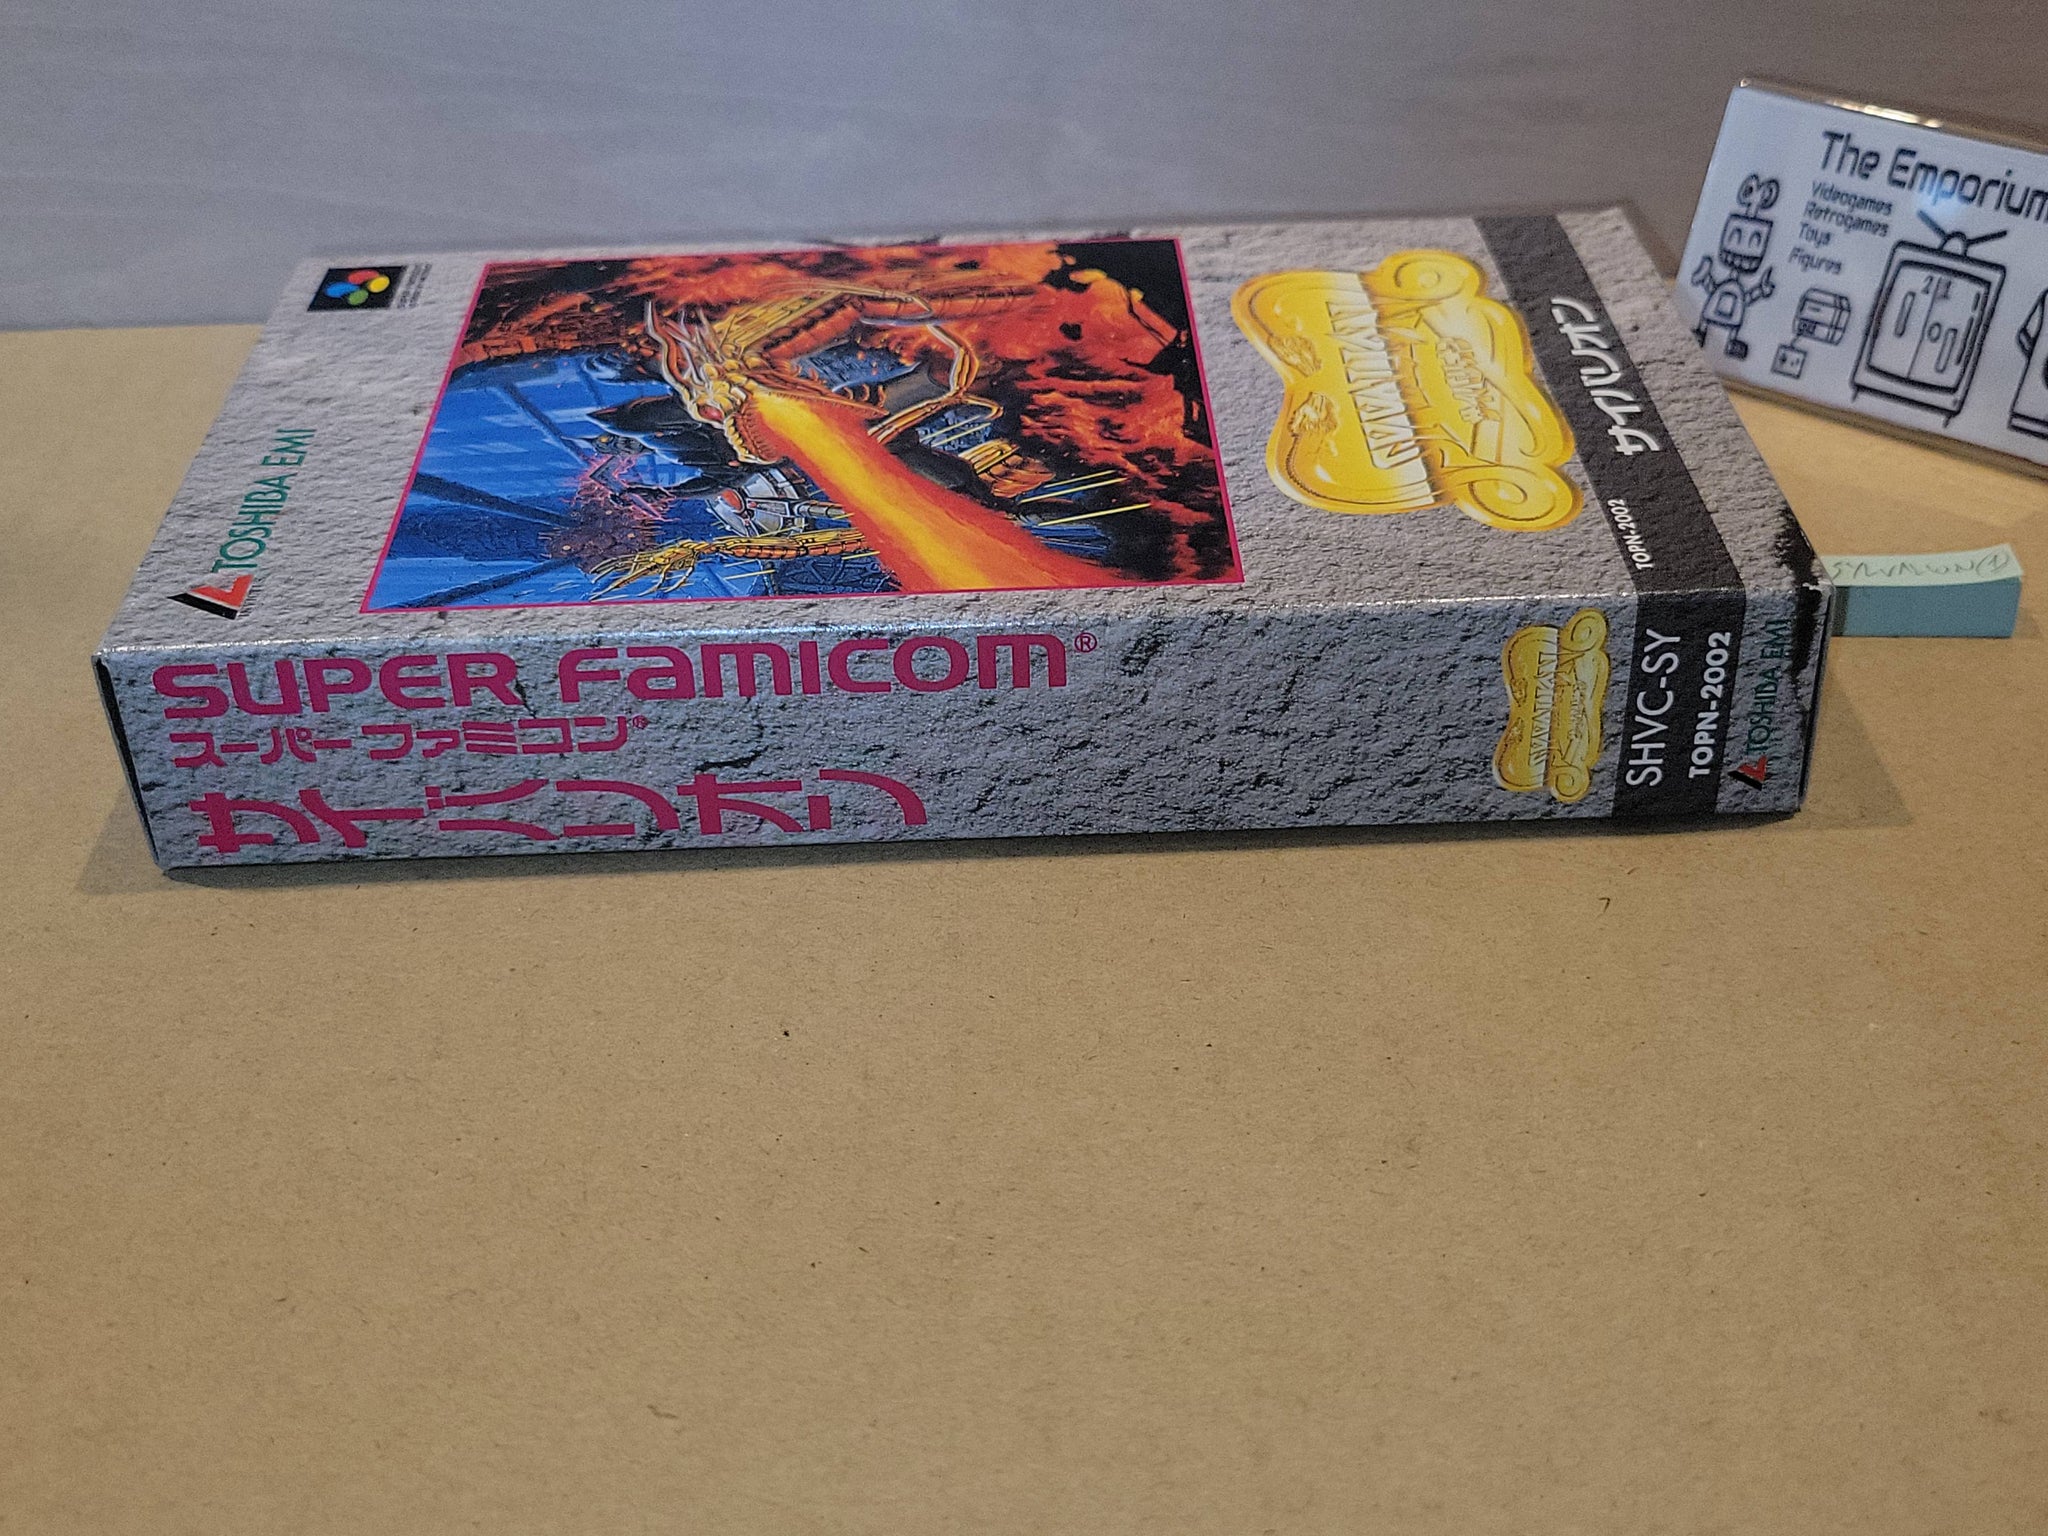 The Emporium
Videogames
Retrogames
Toys
Figures
TOSHIBA EMI
サイバリオン
TOPN-2002
SUPER FAMICOM®
スーパーファミコン®
サイバリオン
SHVC-SY
TOPN-2002
TOSHIBA EMI